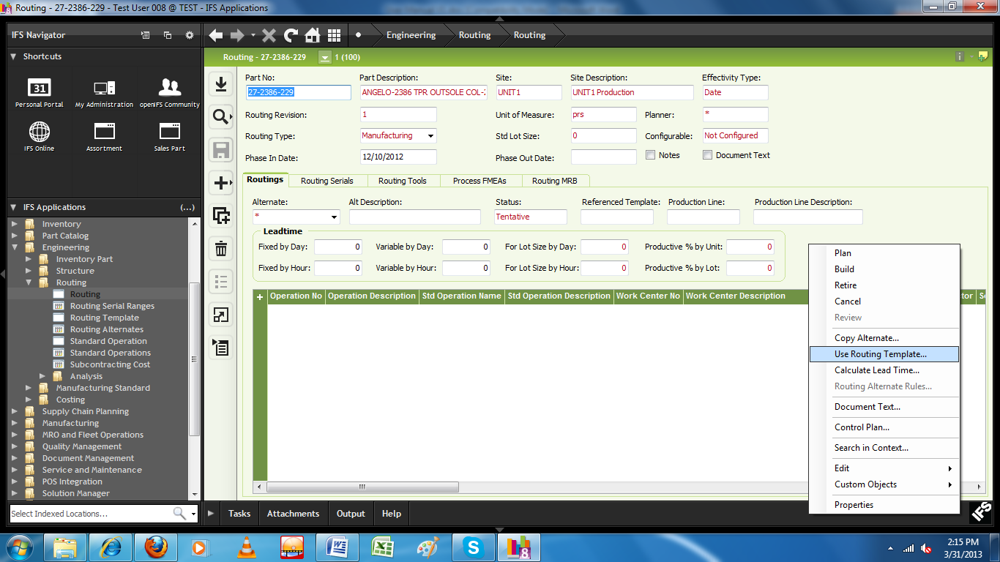 Routing - 27-2386-229 - Test User 008 @ TEST - IFS Applications
IFS Navigator
Engineering Routing Routing
Shortcuts
31
Personal Portal My Administration openIFS Community
IFS Online Assortment Sales Part
IFS Applications (...)
Inventory
Part Catalog
Engineering
Inventory Part
Structure
Routing
Routing
Routing Serial Ranges
Routing Template
Routing Alternates
Standard Operation
Standard Operations
Subcontracting Cost
Analysis
Manufacturing Standard
Costing
Supply Chain Planning
Manufacturing
MRO and Fleet Operations
Quality Management
Document Management
Service and Maintenance
POS Integration
Solution Manager
Select Indexed Locations...
Routing - 27-2386-229 1 (100)
Part No: Part Description: Site: Site Description: Effectivity Type:
27-2386-229 ANGELO-2386 TPR OUTSOLE COL- UNIT1 UNIT1 Production Date
Routing Revision: 1 Unit of Measure: prs Planner: *
Routing Type: Manufacturing Std Lot Size: 0 Configurable: Not Configured
Phase In Date: 12/10/2012 Phase Out Date: Notes Document Text
Routings Routing Serials Routing Tools Process FMEAs Routing MRB
Alternate: Alt Description: Status: Referenced Template: Production Line: Production Line Description:
* Tentative
Leadtime
Fixed by Day: 0 Variable by Day: 0 For Lot Size by Day: 0 Productive % by Unit: 0
Fixed by Hour: 0 Variable by Hour: 0 For Lot Size by Hour: 0 Productive % by Lot: 0
Operation No Operation Description Std Operation Name Std Operation Description Work Center No Work Center Description
Plan
Build
Retire
Cancel
Review
Copy Alternate...
Use Routing Template...
Calculate Lead Time...
Routing Alternate Rules...
Document Text...
Control Plan...
Search in Context...
Edit
Custom Objects
Properties
Tasks Attachments Output Help
IFS
2:15 PM
3/31/2013